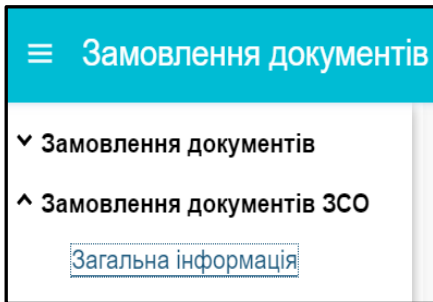 Замовлення документів
Замовлення документів
Замовлення документів ЗСО
Загальна інформація